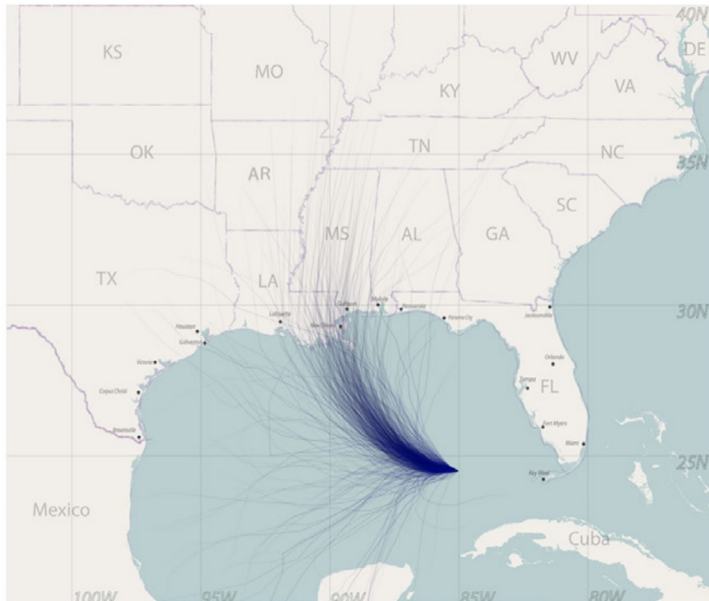 40N
KS
MO
WV
DE
KY
VA
OK
TN
NC
35N
AR
SC
MS
AL
GA
TX
LA
Mobile
Pensacola
30N
Jacksonville
Lafayette
Panama City
Houston
Galveston
Orlando
Tampa
FL
Corpus Christi
Fort Myers
Brownsville
Miami
25N
Key West
Mexico
Cuba
100W
95W
90W
85W
80W